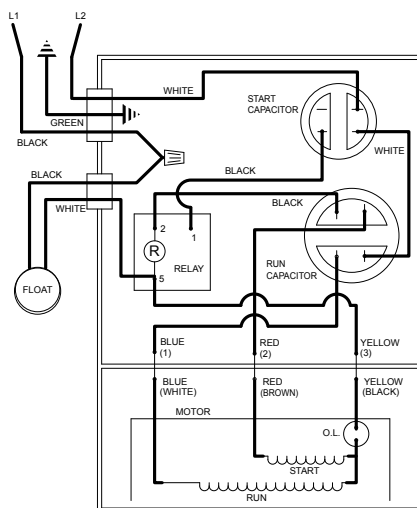 L1
L2
WHITE
START
CAPACITOR
GREEN
BLACK
WHITE
BLACK
BLACK
BLACK
WHITE
2
1
R
RELAY
5
RUN
CAPACITOR
FLOAT
BLUE
(1)
RED
(2)
YELLOW
(3)
BLUE
(WHITE)
RED
(BROWN)
YELLOW
(BLACK)
MOTOR
O.L.
START
RUN